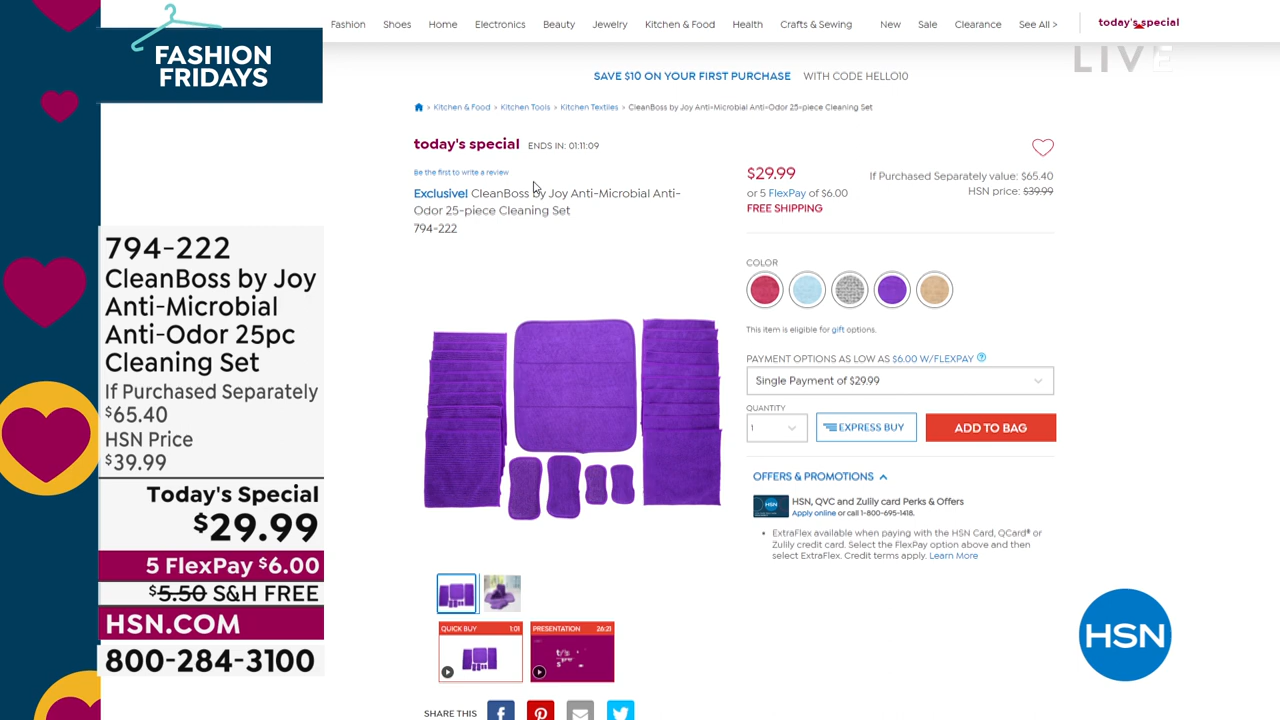 FASHION
FRIDAYS
794-222
CleanBoss by Joy
Anti-Microbial
Anti-Odor 25pc
Cleaning Set
If Purchased Separately
$65.40
HSN Price
$39.99
Today's Special
$29.99
5 FlexPay $6.00
$5.50 S&H FREE
HSN.COM
800-284-3100
Fashion Shoes Home Electronics Beauty Jewelry Kitchen & Food Health Crafts & Sewing New Sale Clearance See All > today's special
LIVE
SAVE $10 ON YOUR FIRST PURCHASE WITH CODE HELLO10
> Kitchen & Food > Kitchen Tools > Kitchen Textiles > CleanBoss by Joy Anti-Microbial Anti-Odor 25-piece Cleaning Set
today's special ENDS IN: 01:11:09
Be the first to write a review
Exclusive! CleanBoss by Joy Anti-Microbial Anti-
Odor 25-piece Cleaning Set
794-222
$29.99
If Purchased Separately value: $65.40
or 5 FlexPay of $6.00
HSN price: $39.99
FREE SHIPPING
COLOR
This item is eligible for gift options.
PAYMENT OPTIONS AS LOW AS $6.00 W/FLEXPAY ?
Single Payment of $29.99
QUANTITY
1
EXPRESS BUY
ADD TO BAG
OFFERS & PROMOTIONS
HSN
HSN, QVC and Zulily card Perks & Offers
Apply online or call 1-800-695-1418.
• ExtraFlex available when paying with the HSN Card, QCard® or
Zulily credit card. Select the FlexPay option above and then
select ExtraFlex. Credit terms apply. Learn More
QUICK BUY 1:01
PRESENTATION 26:21
SHARE THIS
HSN